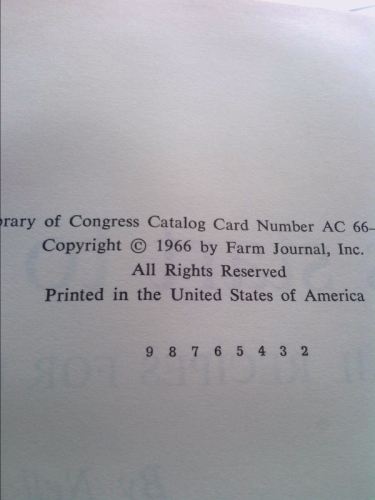 brary of Congress Catalog Card Number AC 66–
Copyright © 1966 by Farm Journal, Inc.
All Rights Reserved
Printed in the United States of America
9 8 7 6 5 4 3 2